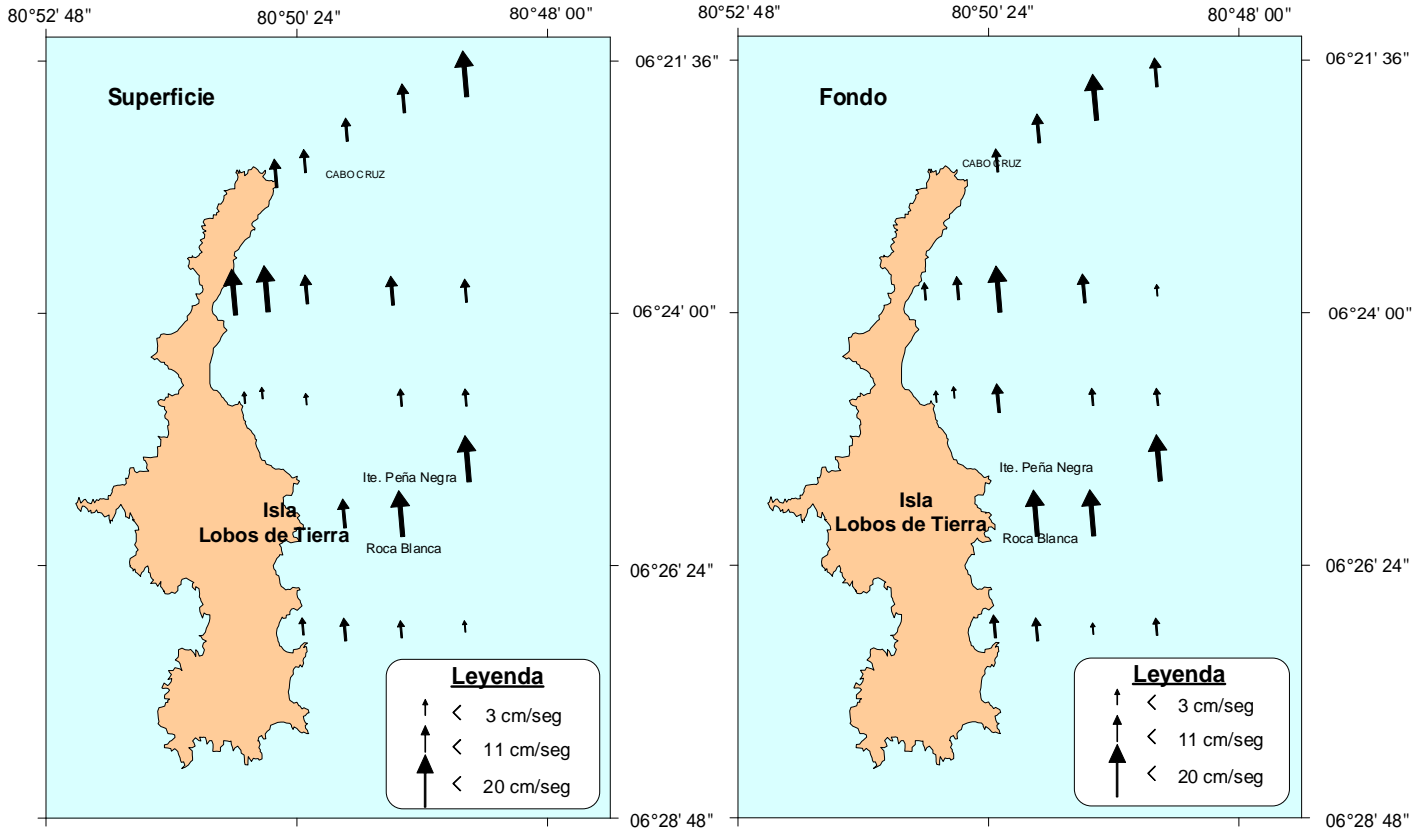 80°52' 48"
80°50' 24"
80°48' 00"
Superficie
CABO CRUZ
Ite. Peña Negra
Isla
Lobos de Tierra
Roca Blanca
Leyenda
< 3 cm/seg
< 11 cm/seg
< 20 cm/seg
06°21' 36"
06°24' 00"
06°26' 24"
06°28' 48"
80°52' 48"
80°50' 24"
80°48' 00"
Fondo
CABO CRUZ
Ite. Peña Negra
Isla
Lobos de Tierra
Roca Blanca
Leyenda
< 3 cm/seg
< 11 cm/seg
< 20 cm/seg
06°21' 36"
06°24' 00"
06°26' 24"
06°28' 48"